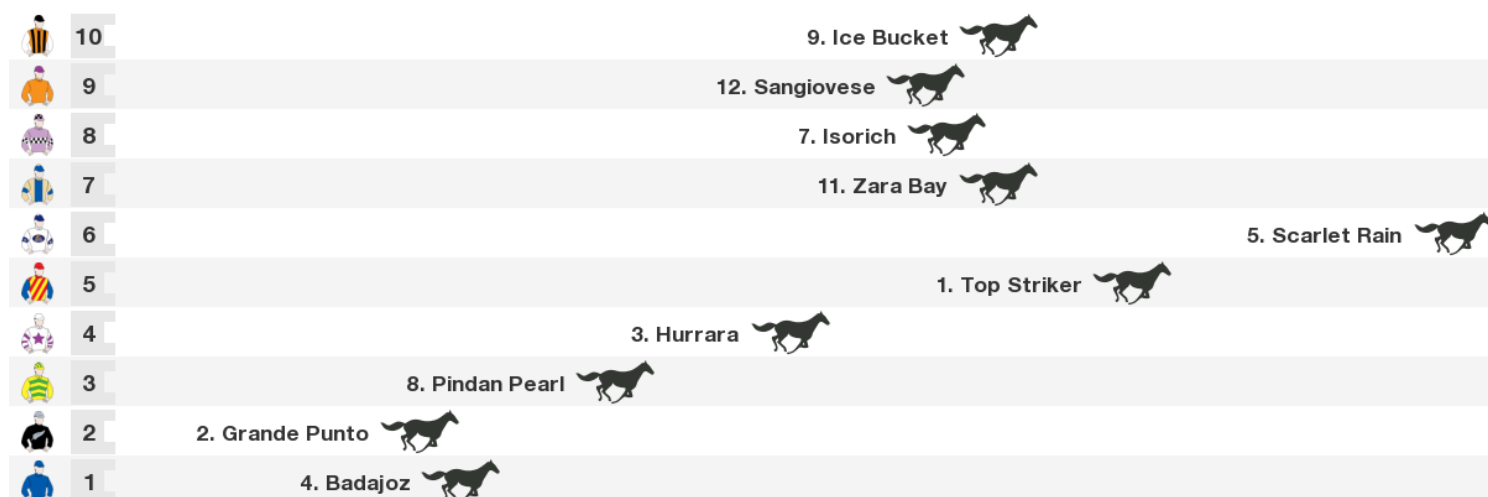 10 9. Ice Bucket
9 12. Sangiovese
8 7. Isorich
7 11. Zara Bay
6 5. Scarlet Rain
5 1. Top Striker
4 3. Hurrara
3 8. Pindan Pearl
2 2. Grande Punto
1 4. Badajoz